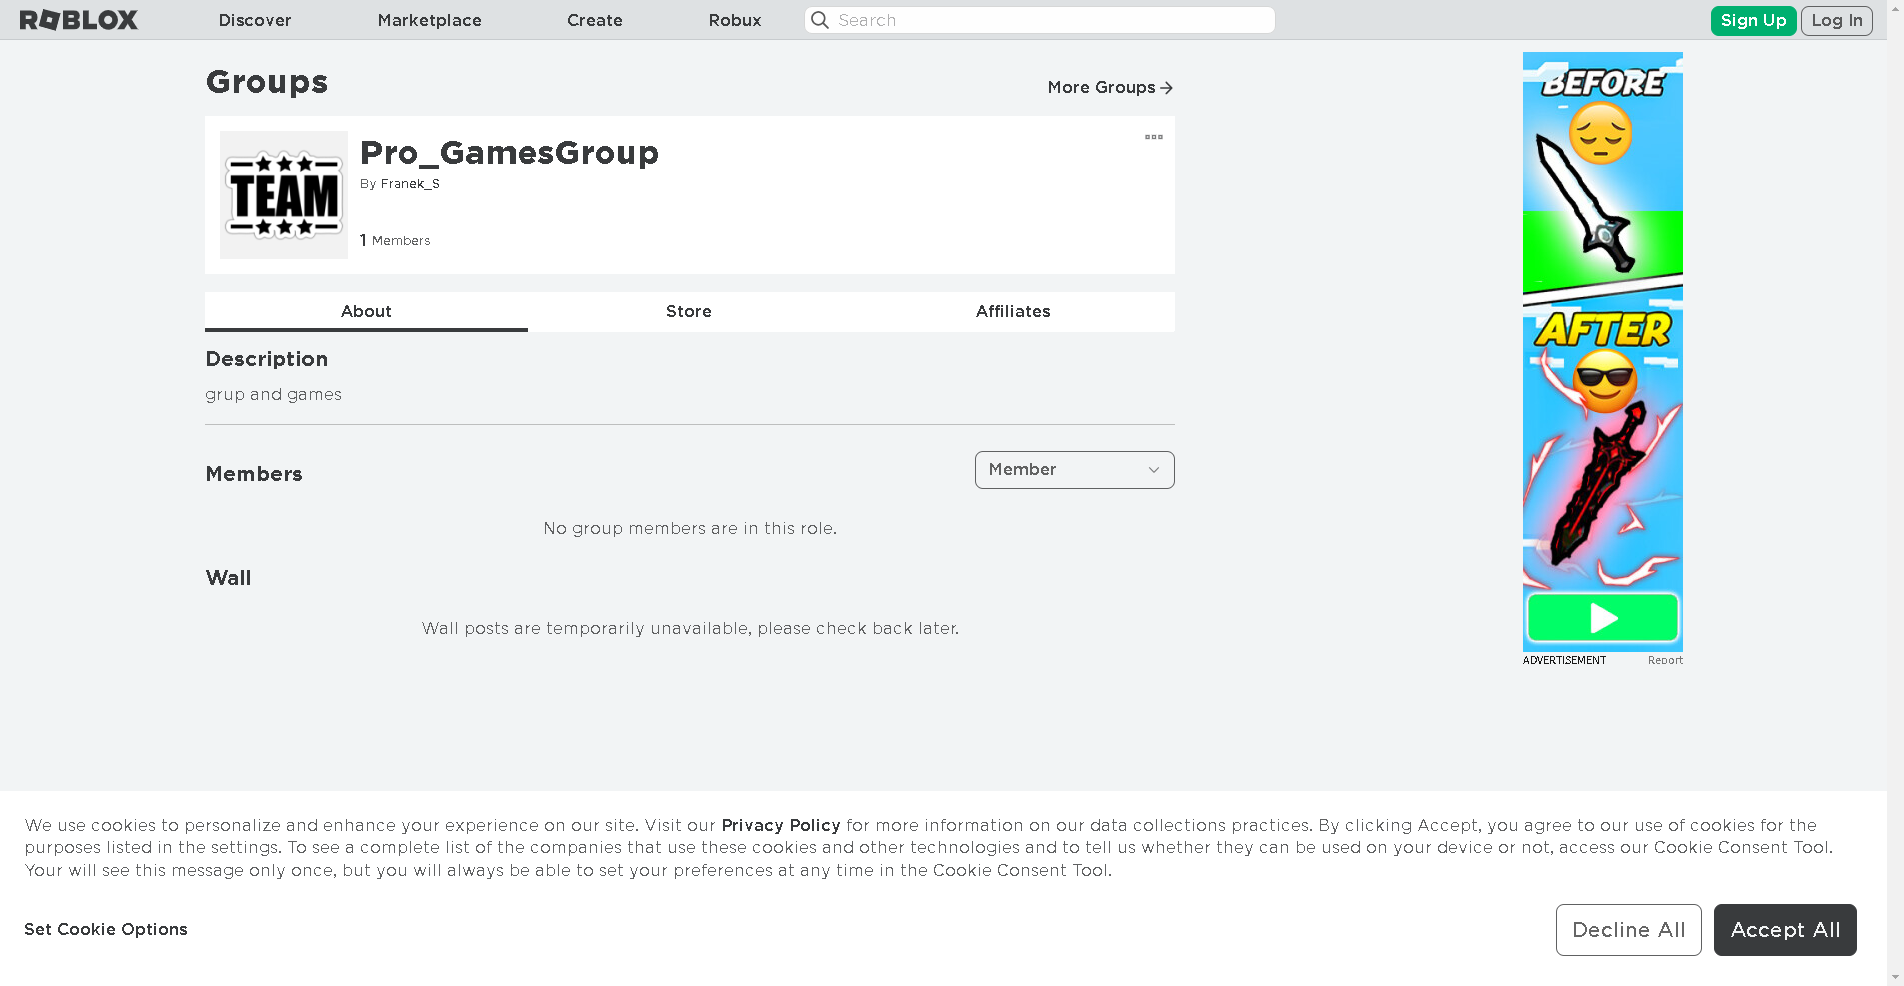 ROBLOX
Discover
Marketplace
Create
Robux
Search
Sign Up
Log In
Groups
More Groups
TEAM
Pro_GamesGroup
By Franek_S
1 Members
About
Store
Affiliates
Description
grup and games
Members
Member
No group members are in this role.
Wall
Wall posts are temporarily unavailable, please check back later.
BEFORE
AFTER
ADVERTISEMENT
Report
We use cookies to personalize and enhance your experience on our site. Visit our Privacy Policy for more information on our data collections practices. By clicking Accept, you agree to our use of cookies for the
purposes listed in the settings. To see a complete list of the companies that use these cookies and other technologies and to tell us whether they can be used on your device or not, access our Cookie Consent Tool.
Your will see this message only once, but you will always be able to set your preferences at any time in the Cookie Consent Tool.
Set Cookie Options
Decline All
Accept All